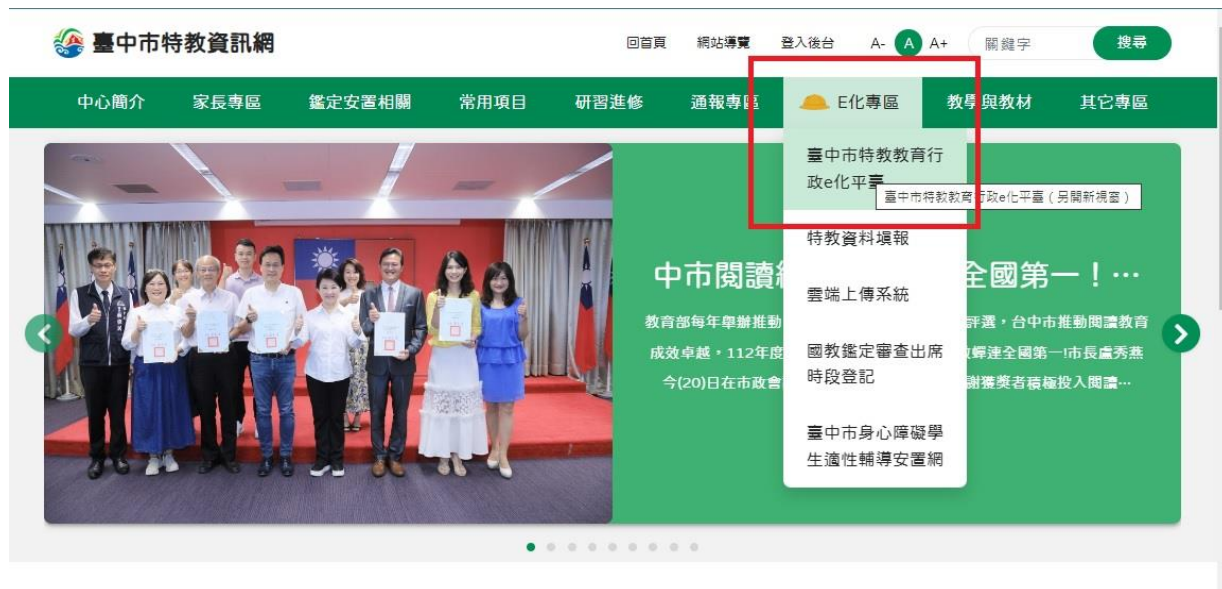 臺中市特教資訊網
回首頁 網站導覽 登入後台 A- A A+ 關鍵字 搜尋
中心簡介 家長專區 鑑定安置相關 常用項目 研習進修 通報專區 E化專區 教學與教材 其它專區
臺中市特教教育行
政e化平臺
臺中市特教教育行政e化平臺(另開新視窗)
特教資料填報
雲端上傳系統
國教鑑定審查出席
時段登記
臺中市身心障礙學
生適性輔導安置網
中市閱讀 全國第一!⋯
教育部每年舉辦推動 評選,台中市推動閱讀教育
成效卓越,112年度 蟬連全國第一!市長盧秀燕
今(20)日在市政會 謝獲獎者積極投入閱讀⋯